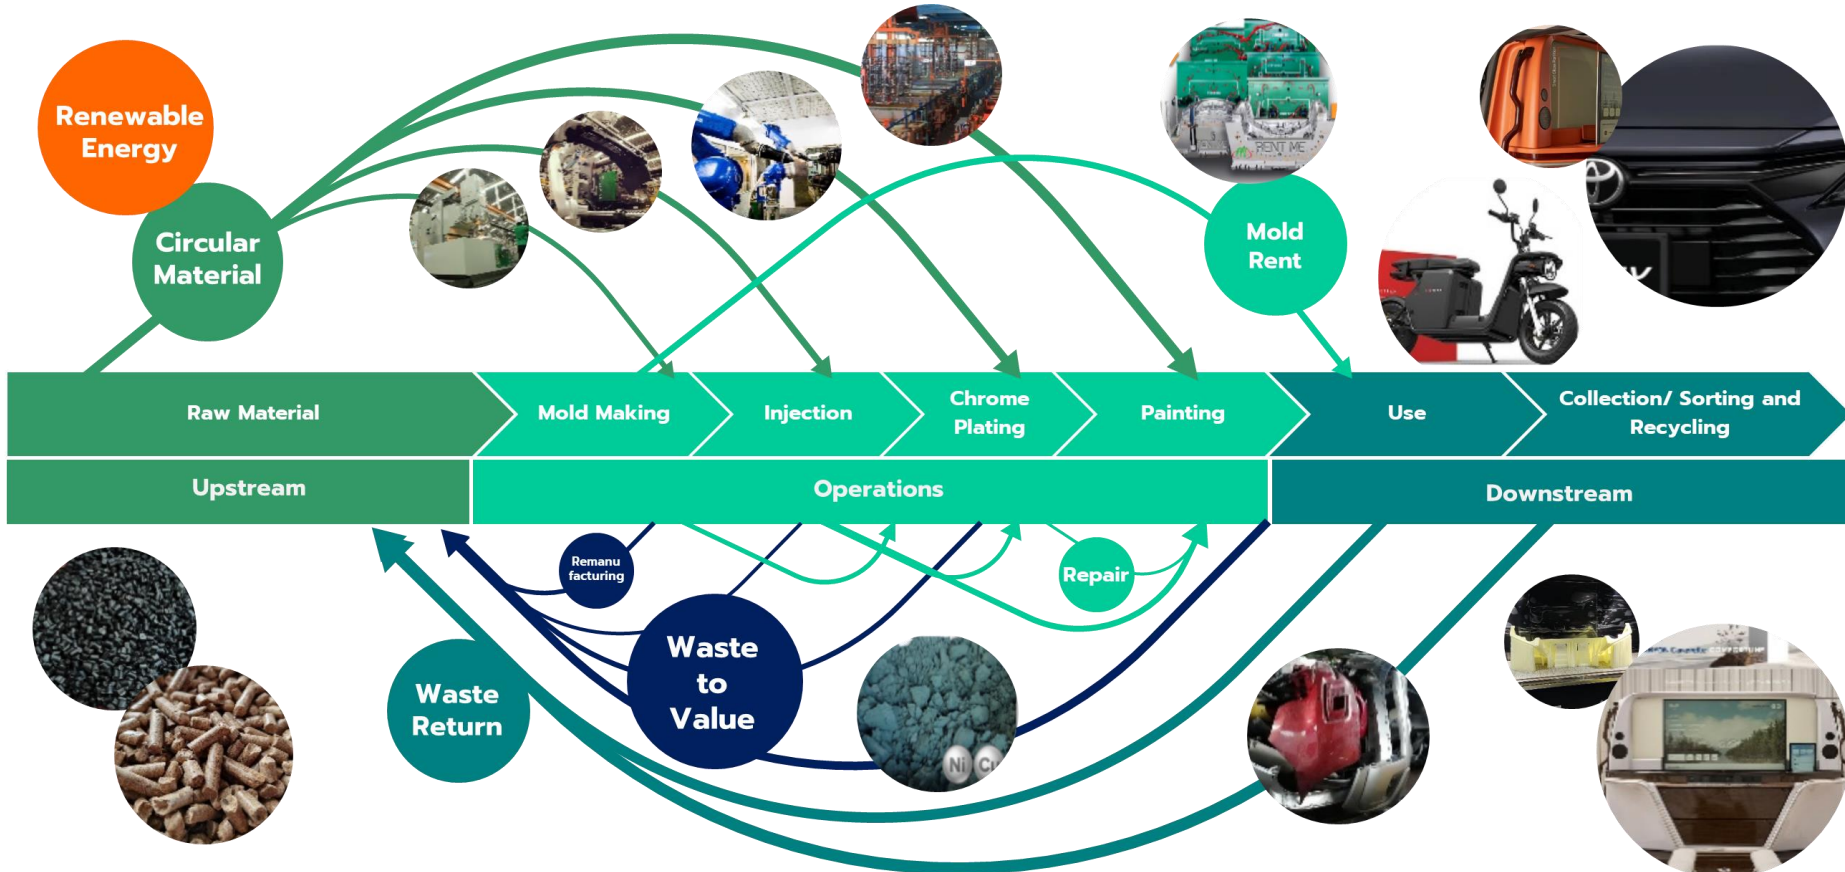 Renewable
Energy
Circular
Material
RENT ME
Mold
Rent
Raw Material
Mold Making
Injection
Chrome
Plating
Painting
Use
Collection/ Sorting and
Recycling
Upstream
Operations
Downstream
Remanu
facturing
Repair
Waste
to
Value
Waste
Return
Ni
Cu